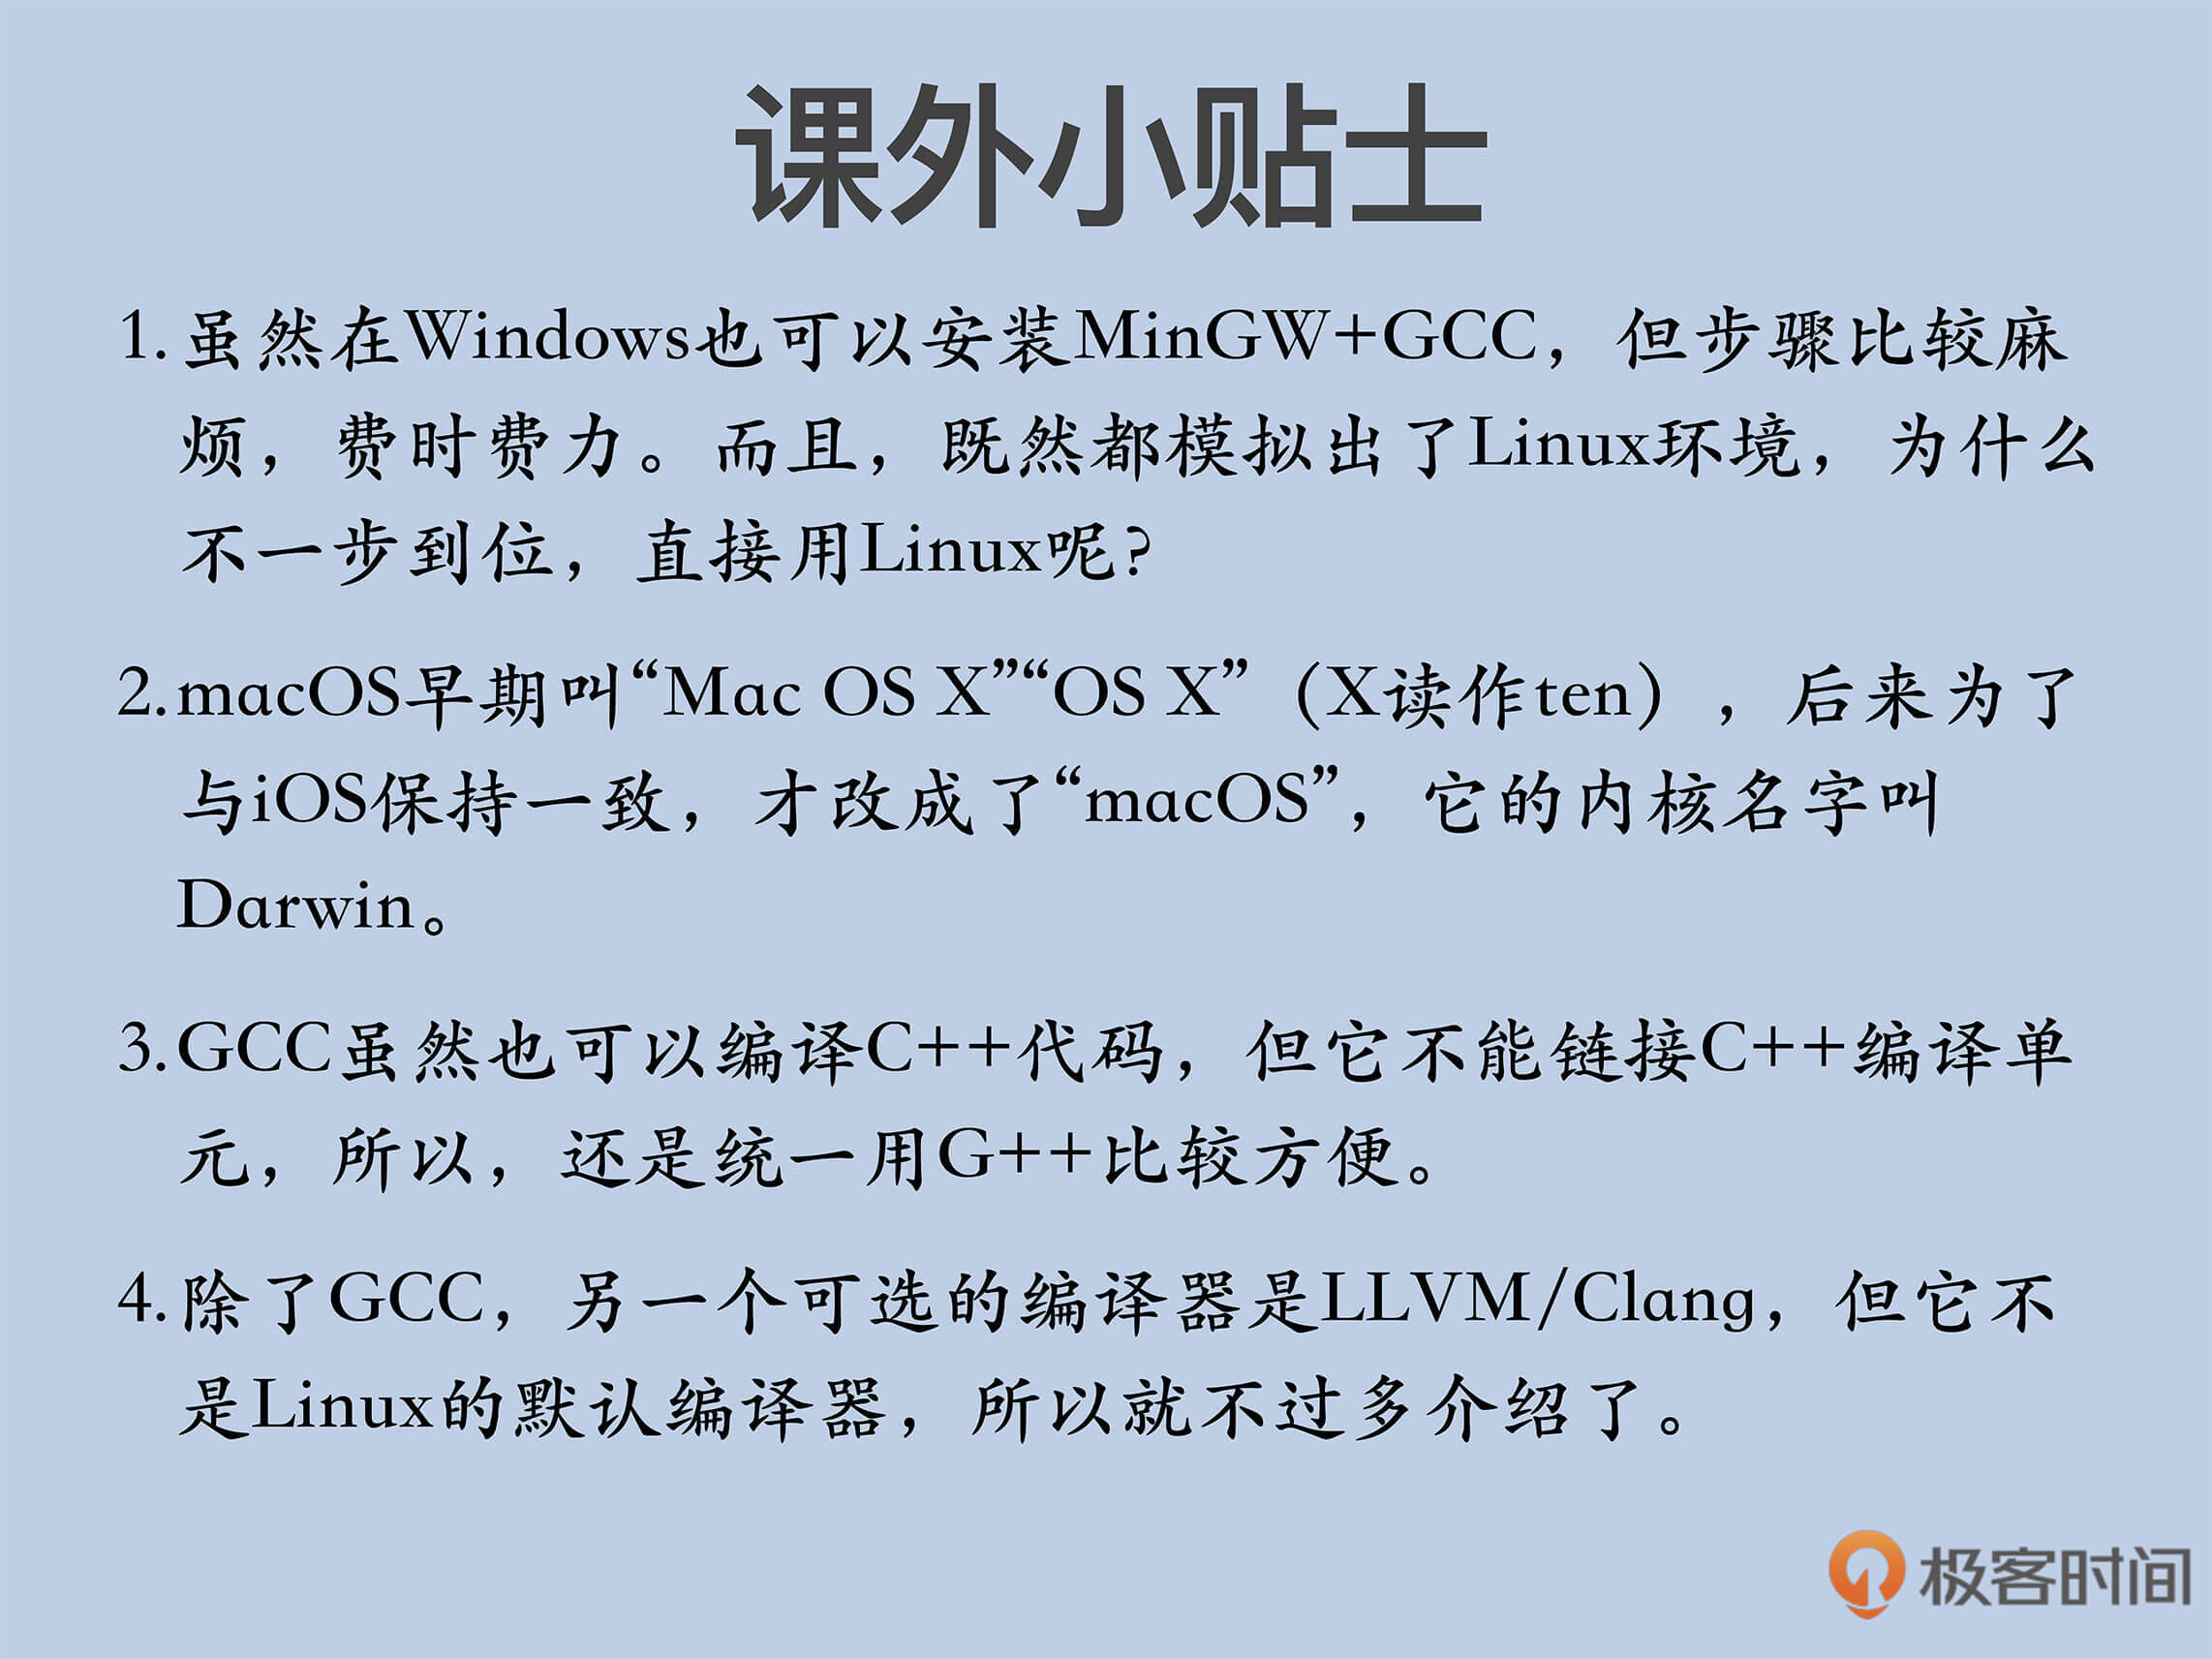 课外小贴士
1. 虽然在Windows也可以安装MinGW+GCC，但步骤比较麻
烦，费时费力。而且，既然都模拟出了Linux环境，为什么
不一步到位，直接用Linux呢?
2. macOS早期叫“Mac OS X”“OS X”（X读作ten），后来为了
与iOS保持一致，才改成了“macOS”，它的内核名字叫
Darwin。
3. GCC虽然也可以编译C++代码，但它不能链接C++编译单
元，所以，还是统一用G++比较方便。
4. 除了GCC，另一个可选的编译器是LLVM/Clang，但它不
是Linux的默认编译器，所以就不过多介绍了。
极客时间